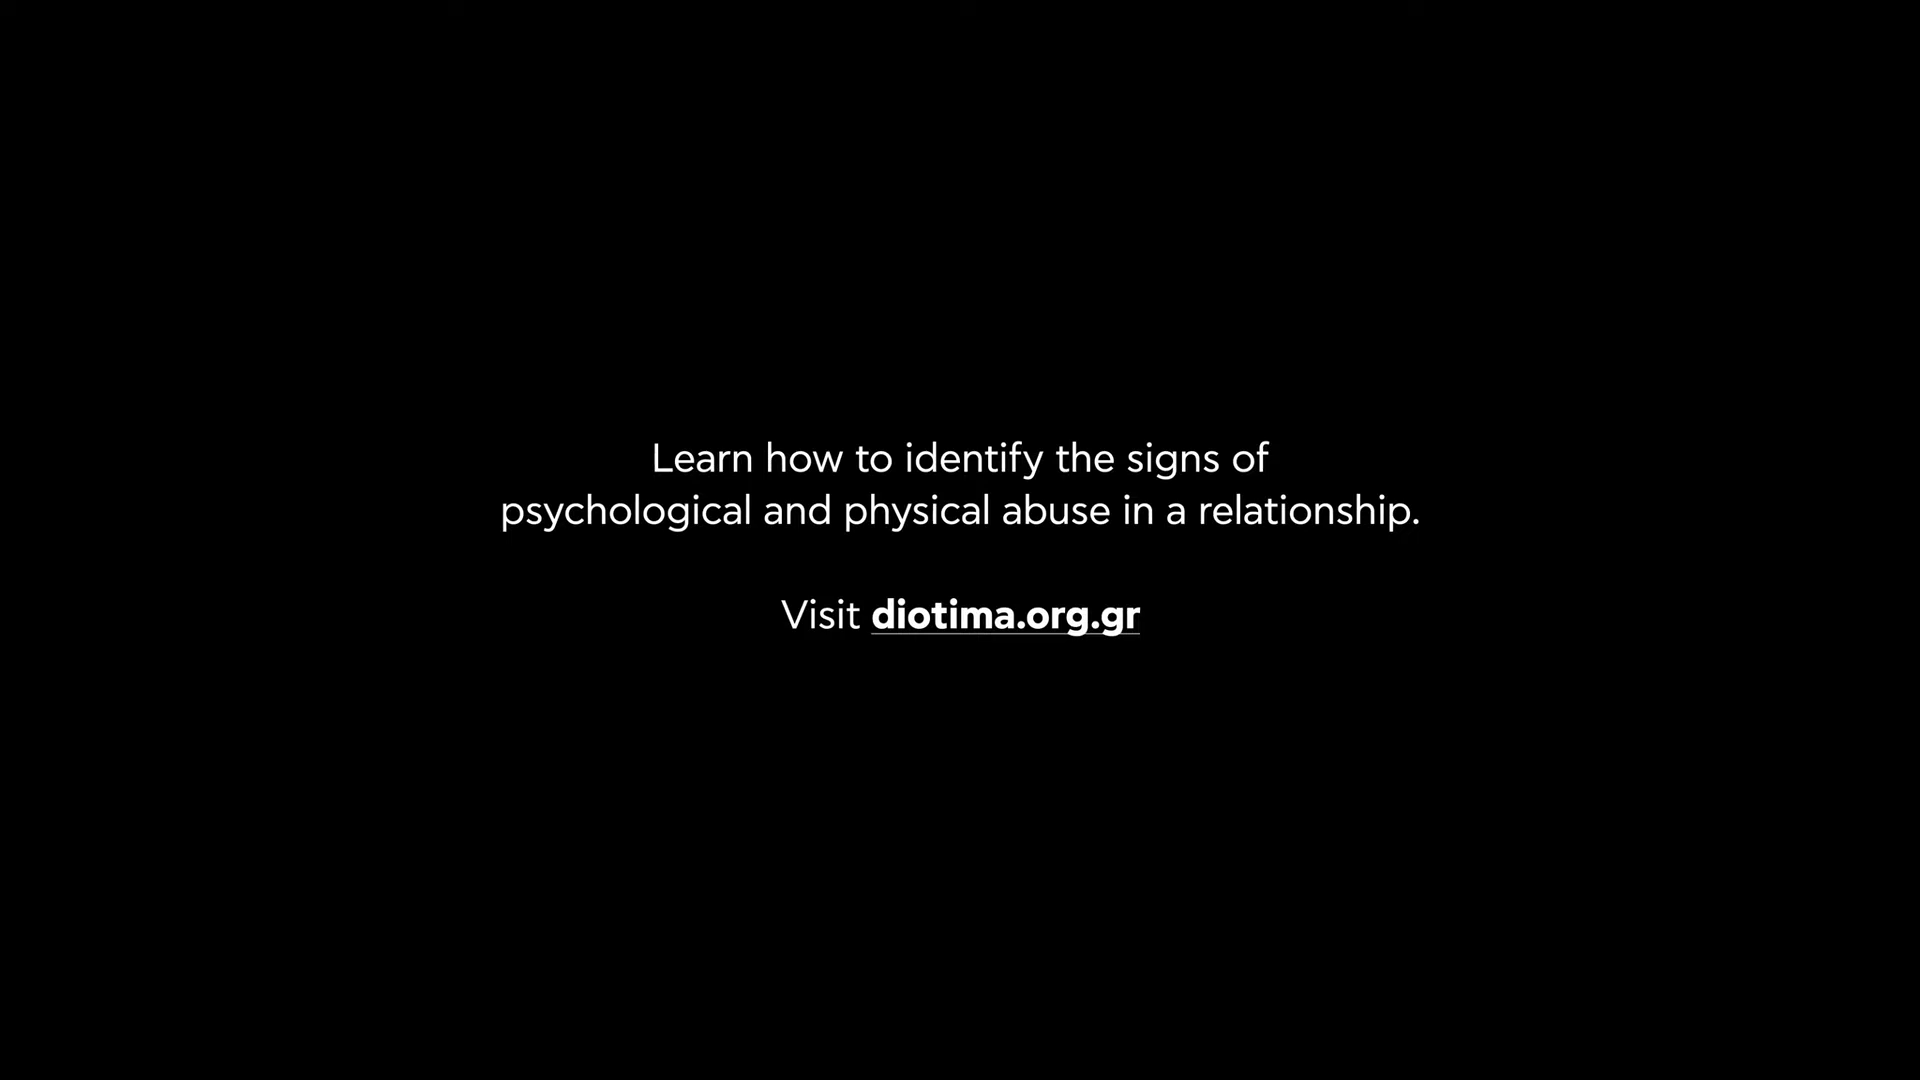 Learn how to identify the signs of
psychological and physical abuse in a relationship.
Visit diotima.org.gr